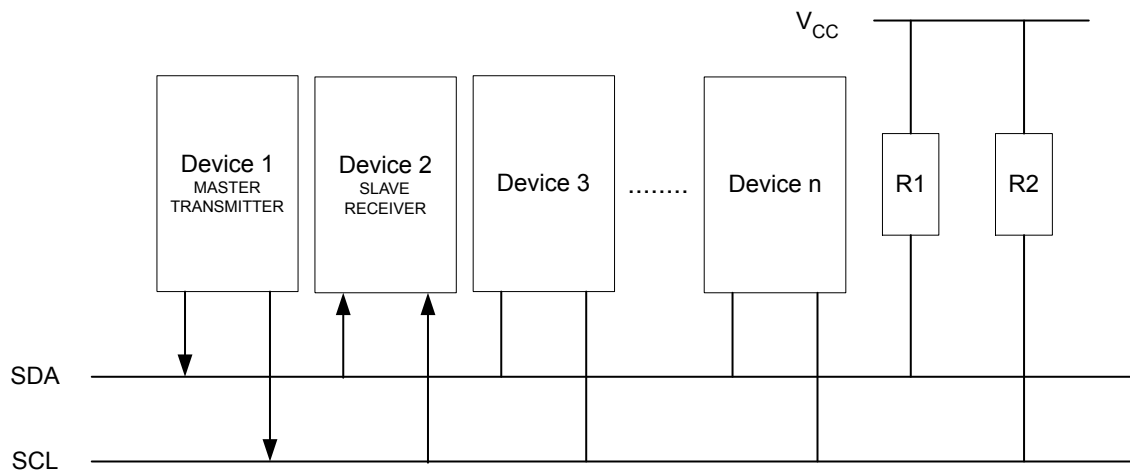 VCC
Device 1
MASTER
TRANSMITTER
Device 2
SLAVE
RECEIVER
Device 3
........
Device n
R1
R2
SDA
SCL